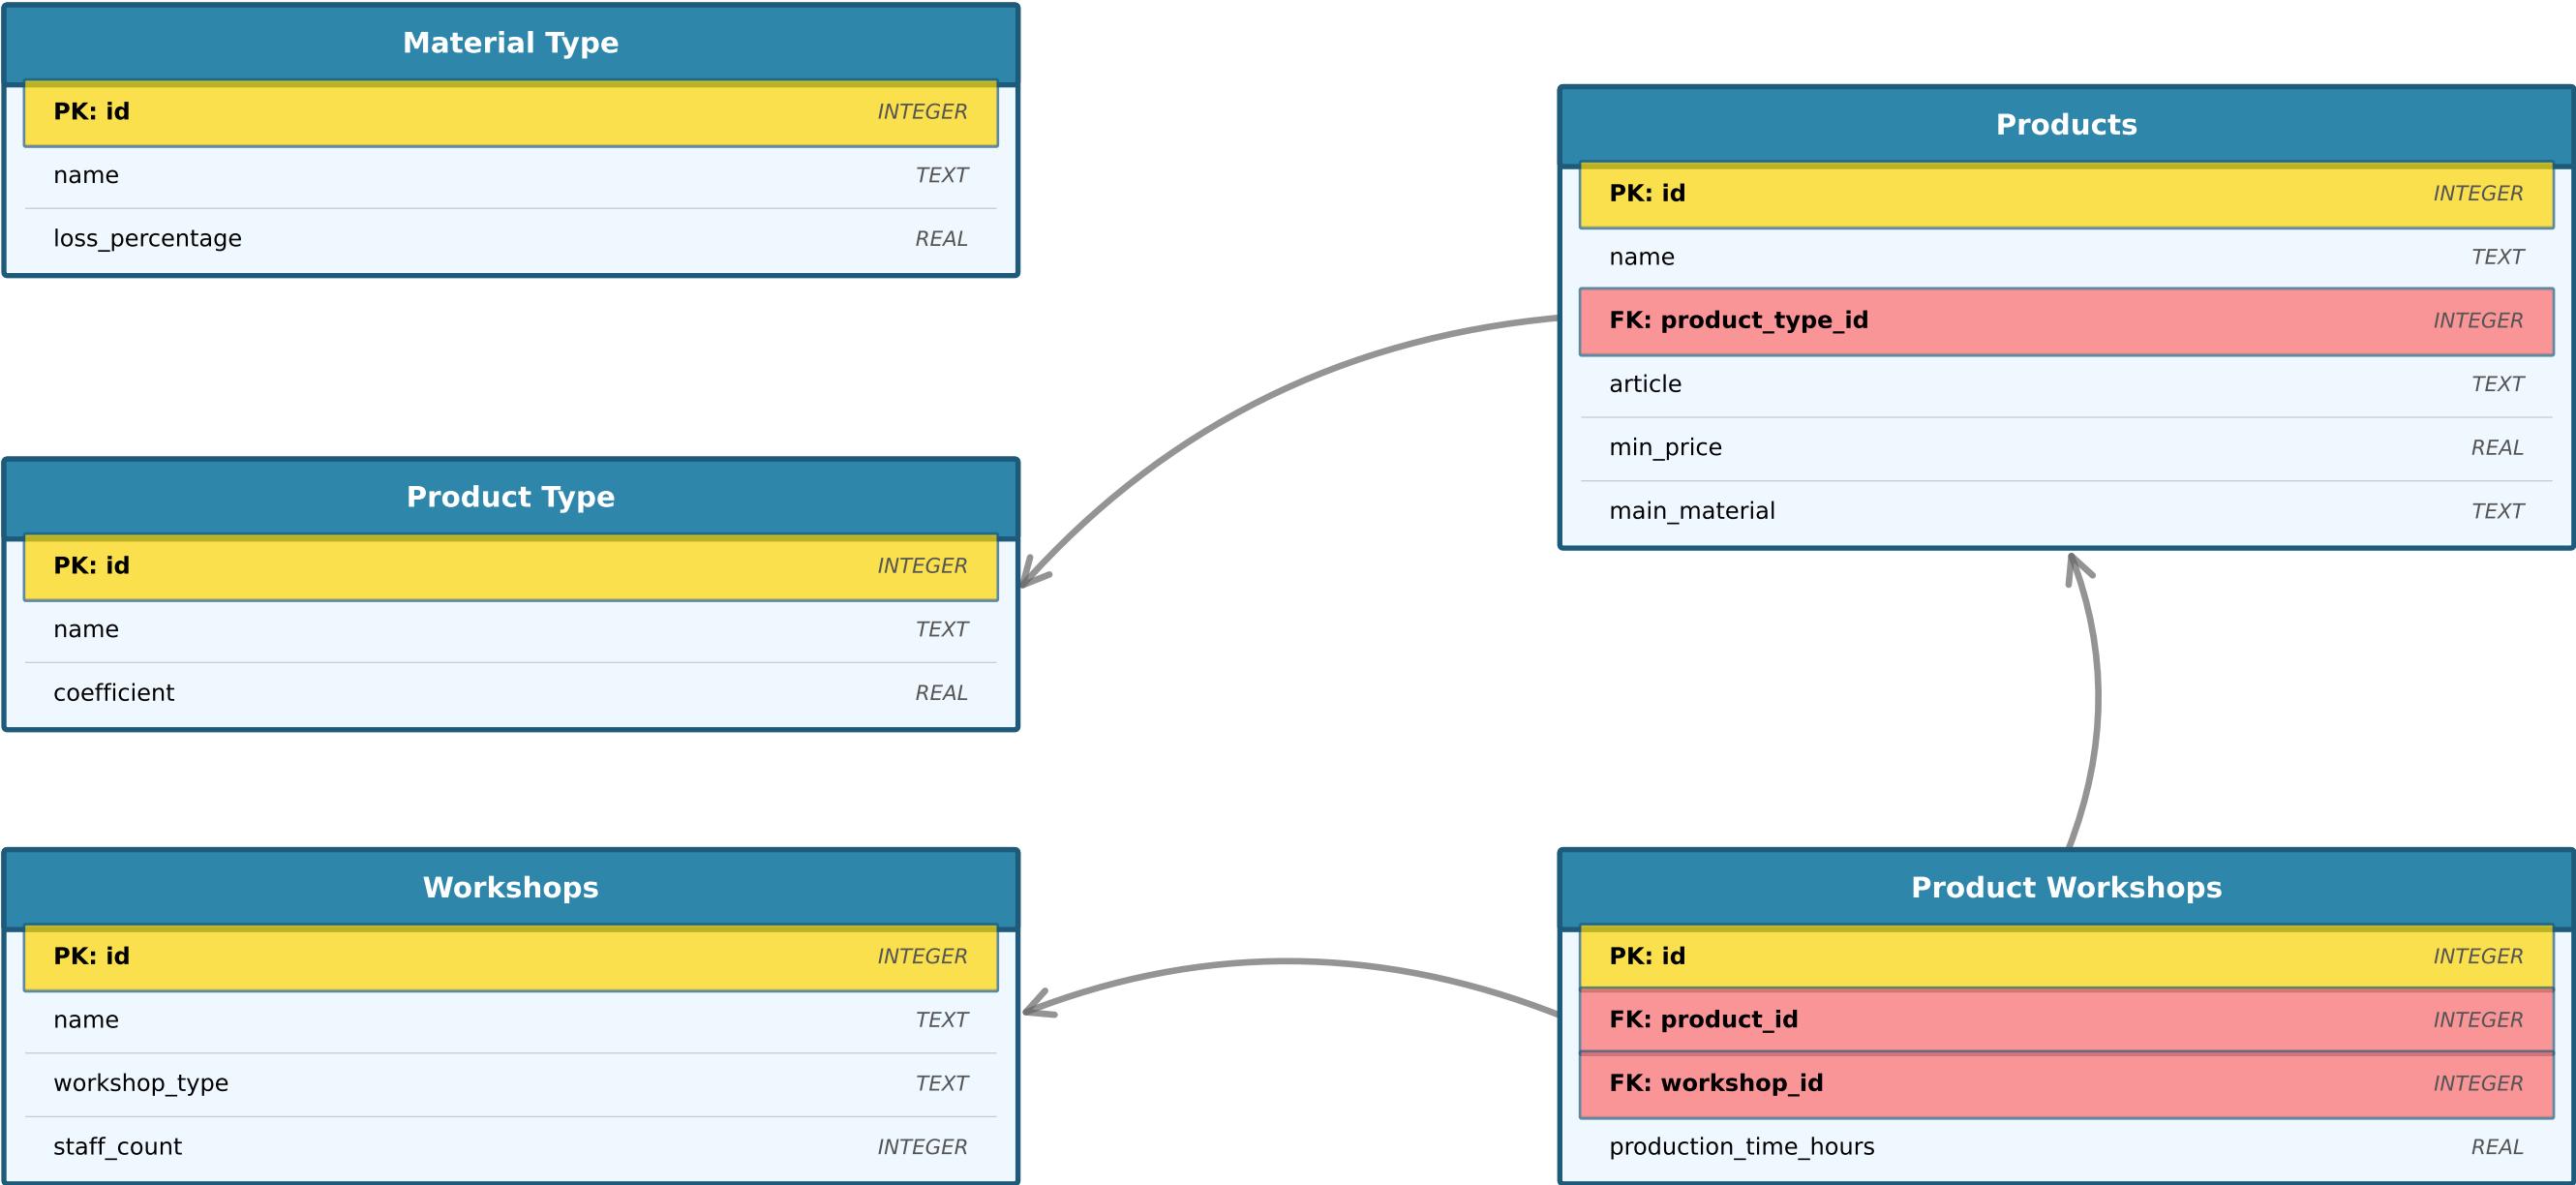 Material Type
PK: id INTEGER
name TEXT
loss_percentage REAL
Product Type
PK: id INTEGER
name TEXT
coefficient REAL
Workshops
PK: id INTEGER
name TEXT
workshop_type TEXT
staff_count INTEGER
Products
PK: id INTEGER
name TEXT
FK: product_type_id INTEGER
article TEXT
min_price REAL
main_material TEXT
Product Workshops
PK: id INTEGER
FK: product_id INTEGER
FK: workshop_id INTEGER
production_time_hours REAL